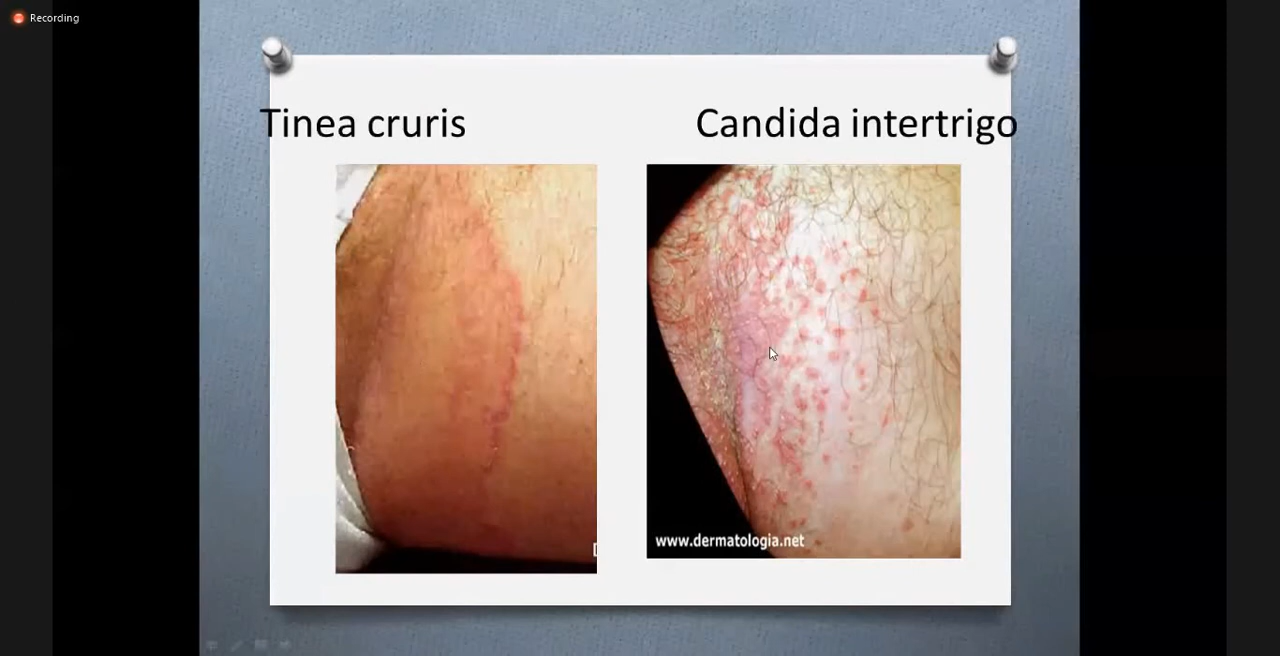 Recording
Tinea cruris
Candida intertrigo
www.dermatologia.net